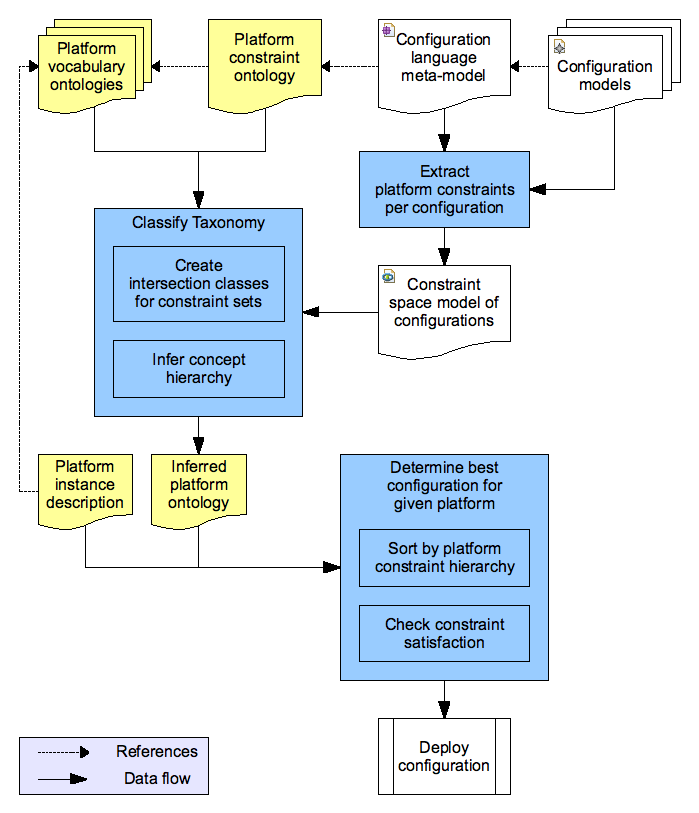 Platform
vocabulary
ontologies
Platform
constraint
ontology
Configuration
language
meta-model
Configuration
models
Extract
platform constraints
per configuration
Classify Taxonomy
Create
intersection classes
for constraint sets
Infer concept
hierarchy
Constraint
space model of
configurations
Platform
instance
description
Inferred
platform
ontology
Determine best
configuration for
given platform
Sort by platform
constraint hierarchy
Check constraint
satisfaction
Deploy
configuration
References
Data flow